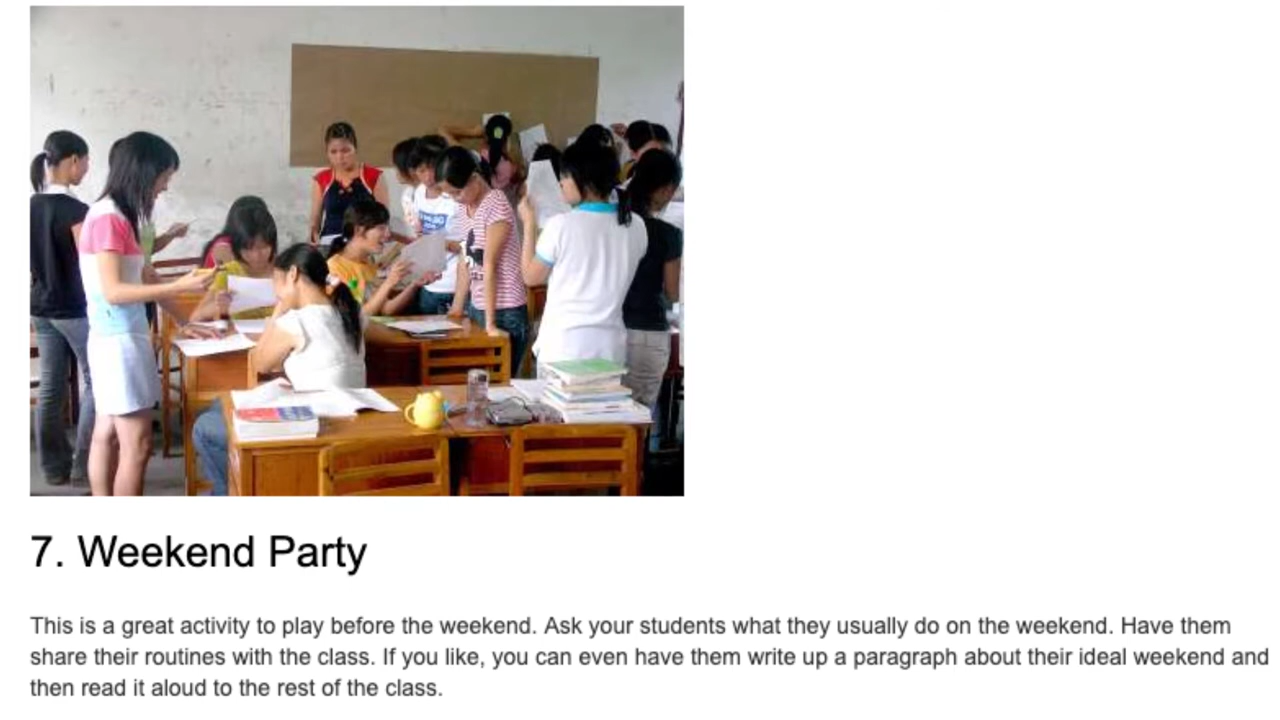 7. Weekend Party
This is a great activity to play before the weekend. Ask your students what they usually do on the weekend. Have them
share their routines with the class. If you like, you can even have them write up a paragraph about their ideal weekend and
then read it aloud to the rest of the class.